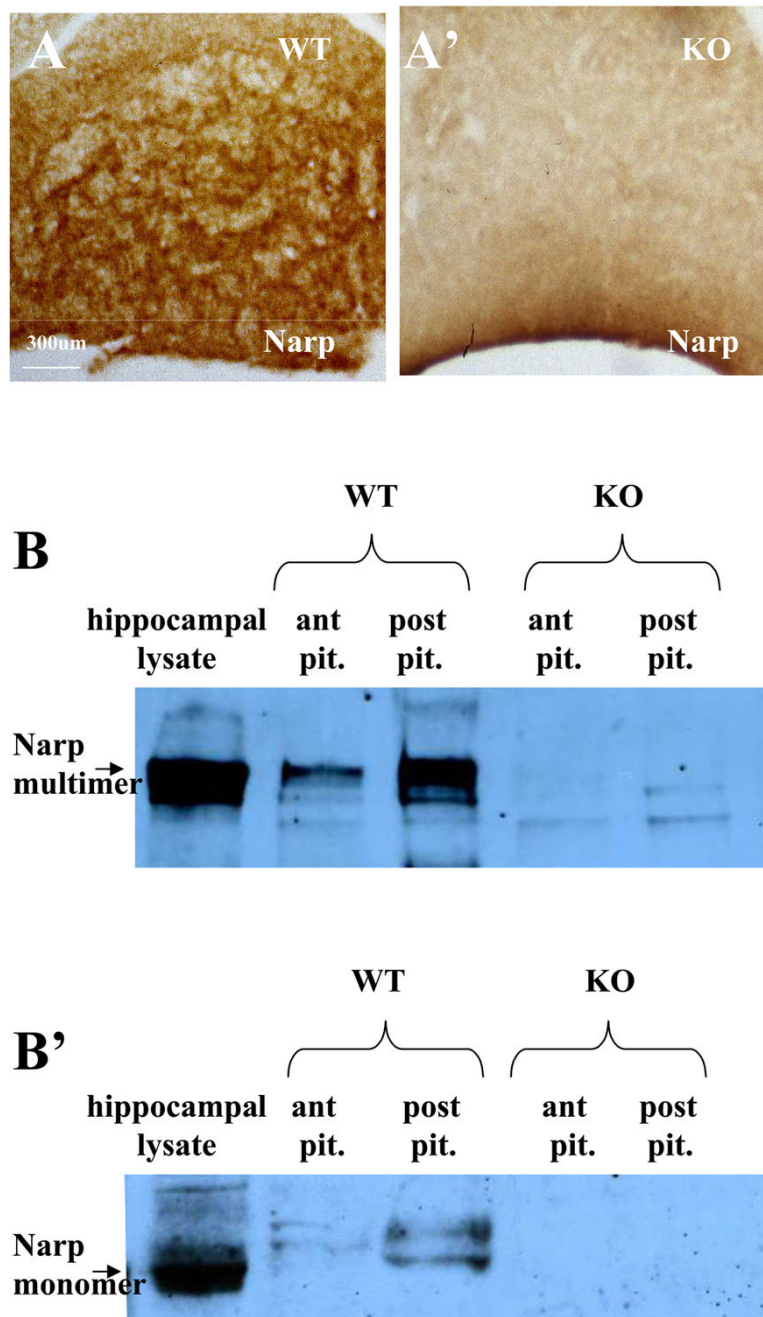 A WT A’ KO
300um Narp Narp
WT KO
B
hippocampal ant post ant post
lysate pit. pit. pit. pit.
Narp
multimer
WT KO
B’
hippocampal ant post ant post
lysate pit. pit. pit. pit.
Narp
monomer